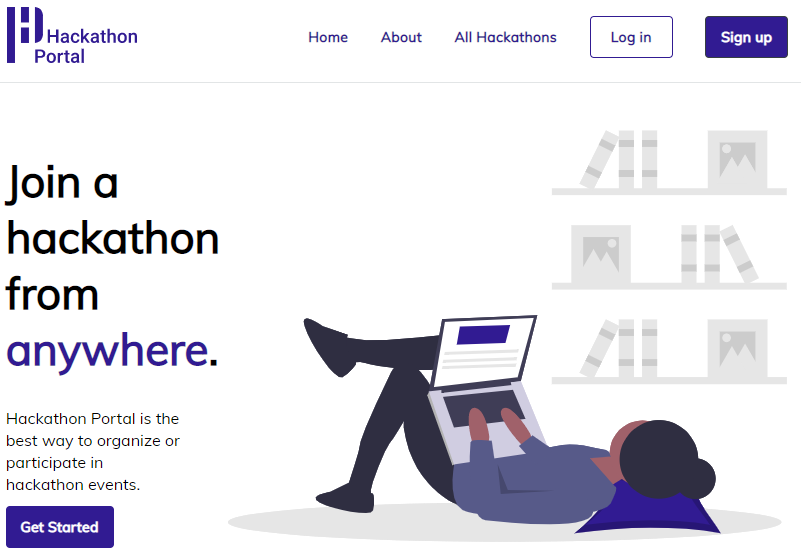 Hackathon
Portal
Home
About
All Hackathons
Log in
Sign up
Join a
hackathon
from
anywhere.
Hackathon Portal is the
best way to organize or
participate in
hackathon events.
Get Started